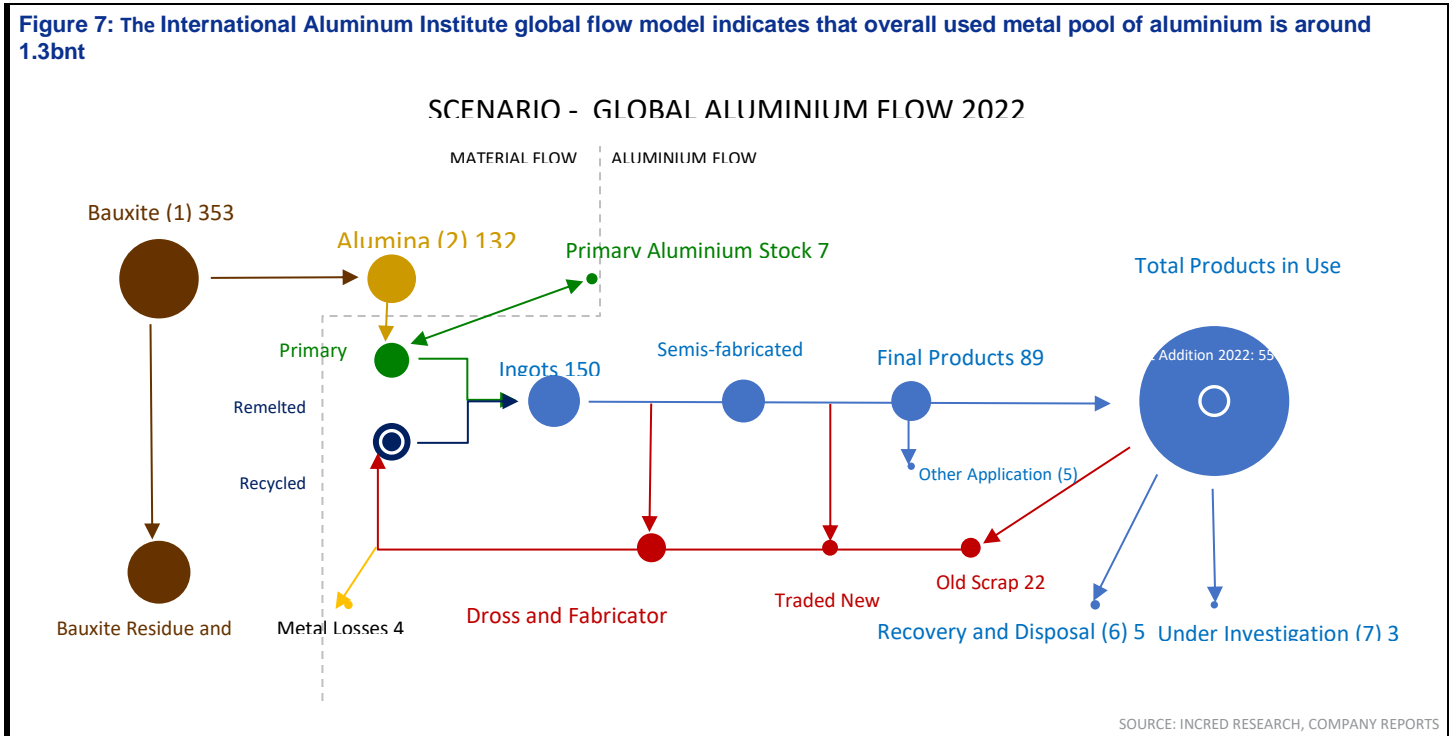 Figure 7: The International Aluminum Institute global flow model indicates that overall used metal pool of aluminium is around
1.3bnt
SCENARIO - GLOBAL ALUMINIUM FLOW 2022
MATERIAL FLOW
ALUMINIUM FLOW
Bauxite (1) 353
Alumina (2) 132
Primary Aluminium Stock 7
Total Products in Use
Primary
Ingots 150
Semis-fabricated
Final Products 89
Addition 2022: 55
Remelted
Recycled
Other Application (5)
Old Scrap 22
Traded New
Dross and Fabricator
Bauxite Residue and
Metal Losses 4
Recovery and Disposal (6) 5
Under Investigation (7) 3
SOURCE: INCRED RESEARCH, COMPANY REPORTS